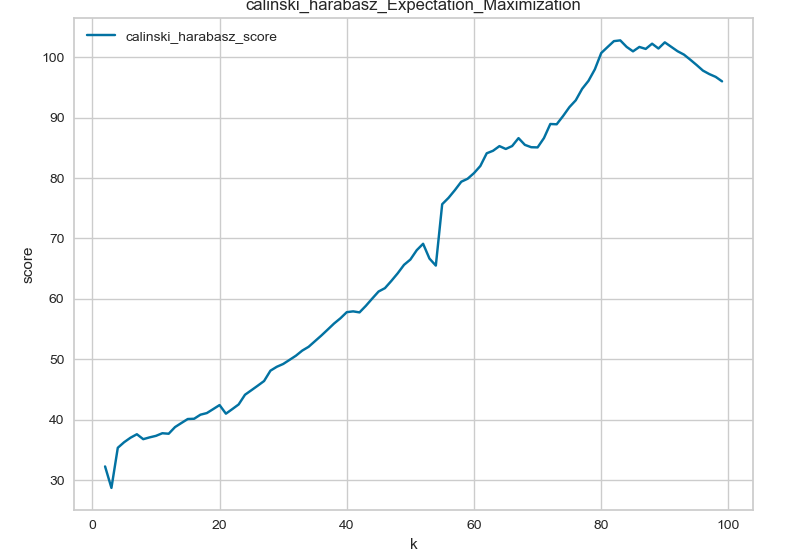 calinski_harabasz_Expectation_Maximization
calinski_harabasz_score
100
90
80
70
60
50
40
30
score
0 20 40 60 80 100
k